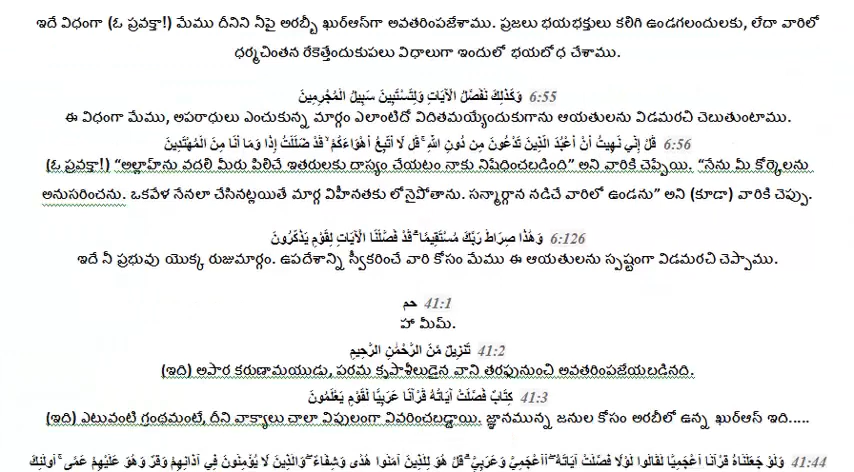 ఇదే విధంగా (ఓ ప్రవక్తా!) మేము దీనిని నీపై అరబ్బీ ఖుర్ఆన్‌గా అవతరింపజేశాము. ప్రజలు భయభక్తులు కలిగి ఉండగలందులకు, లేదా వారిలో
ధర్మచింతన రేకెత్తేందుకుపలు విధాలుగా ఇందులో భయబోధ చేశాము.
وَكَذَٰلِكَ نُفَصِّلُ الْآيَاتِ وَلِتَسْتَبِينَ سَبِيلُ الْمُجْرِمِينَ 6:55
ఈ విధంగా మేము, అపరాధులు ఎంచుకున్న మార్గం ఎలాంటిదో విదితమయ్యేందుకుగాను ఆయతులను విడమరచి చెబుతుంటాము.
قُلْ إِنِّي نُهِيتُ أَنْ أَعْبُدَ الَّذِينَ تَدْعُونَ مِن دُونِ اللَّهِ ۚ قُل لَّا أَتَّبِعُ أَهْوَاءَكُمْ ۙ قَدْ ضَلَلْتُ إِذًا وَمَا أَنَا مِنَ الْمُهْتَدِينَ 6:56
(ఓ ప్రవక్తా!) “అల్లాహ్‌ను వదలి మీరు పిలిచే ఇతరులకు దాస్యం చేయటం నాకు నిషేధించబడింది” అని వారికి చెప్పేయి. “నేను మీ కోర్కెలను
అనుసరించను. ఒకవేళ నేనలా చేసినట్లయితే మార్గ విహీనతకు లోనైపోతాను. సన్మార్గాన నడిచే వారిలో ఉండను” అని (కూడా) వారికి చెప్పు.
وَهَٰذَا صِرَاطُ رَبِّكَ مُسْتَقِيمًا ۗ قَدْ فَصَّلْنَا الْآيَاتِ لِقَوْمٍ يَذَّكَّرُونَ 6:126
ఇదే నీ ప్రభువు యొక్క రుజుమార్గం. ఉపదేశాన్ని స్వీకరించే వారి కోసం మేము ఈ ఆయతులను స్పష్టంగా విడమరచి చెప్పాము.
حم 41:1
హా మీమ్.
تَنزِيلٌ مِّنَ الرَّحْمَٰنِ الرَّحِيمِ 41:2
(ఇది) అపార కరుణామయుడు, పరమ కృపాశీలుడైన వాని తరఫునుంచి అవతరింపజేయబడినది.
كِتَابٌ فُصِّلَتْ آيَاتُهُ قُرْآنًا عَرَبِيًّا لِّقَوْمٍ يَعْلَمُونَ 41:3
(ఇది) ఎటువంటి గ్రంథమంటే, దీని వాక్యాలు చాలా విపులంగా వివరించబడ్డాయి. జ్ఞానమున్న జనుల కోసం అరబీలో ఉన్న ఖుర్ఆన్ ఇది.....
وَلَوْ جَعَلْنَاهُ قُرْآنًا أَعْجَمِيًّا لَّقَالُوا لَوْلَا فُصِّلَتْ آيَاتُهُ ۖ أَأَعْجَمِيٌّ وَعَرَبِيٌّ ۗ قُلْ هُوَ لِلَّذِينَ آمَنُوا هُدًى وَشِفَاءٌ ۖ وَالَّذِينَ لَا يُؤْمِنُونَ فِي آذَانِهِمْ وَقْرٌ وَهُوَ عَلَيْهِمْ عَمًى ۚ أُولَٰئِكَ 41:44